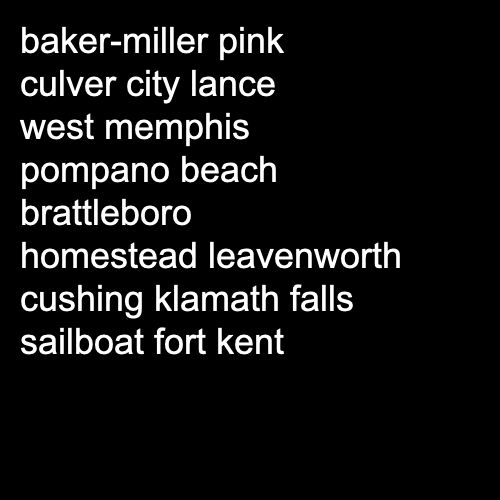 baker-miller pink
culver city lance
west memphis
pompano beach
brattleboro
homestead leavenworth
cushing klamath falls
sailboat fort kent